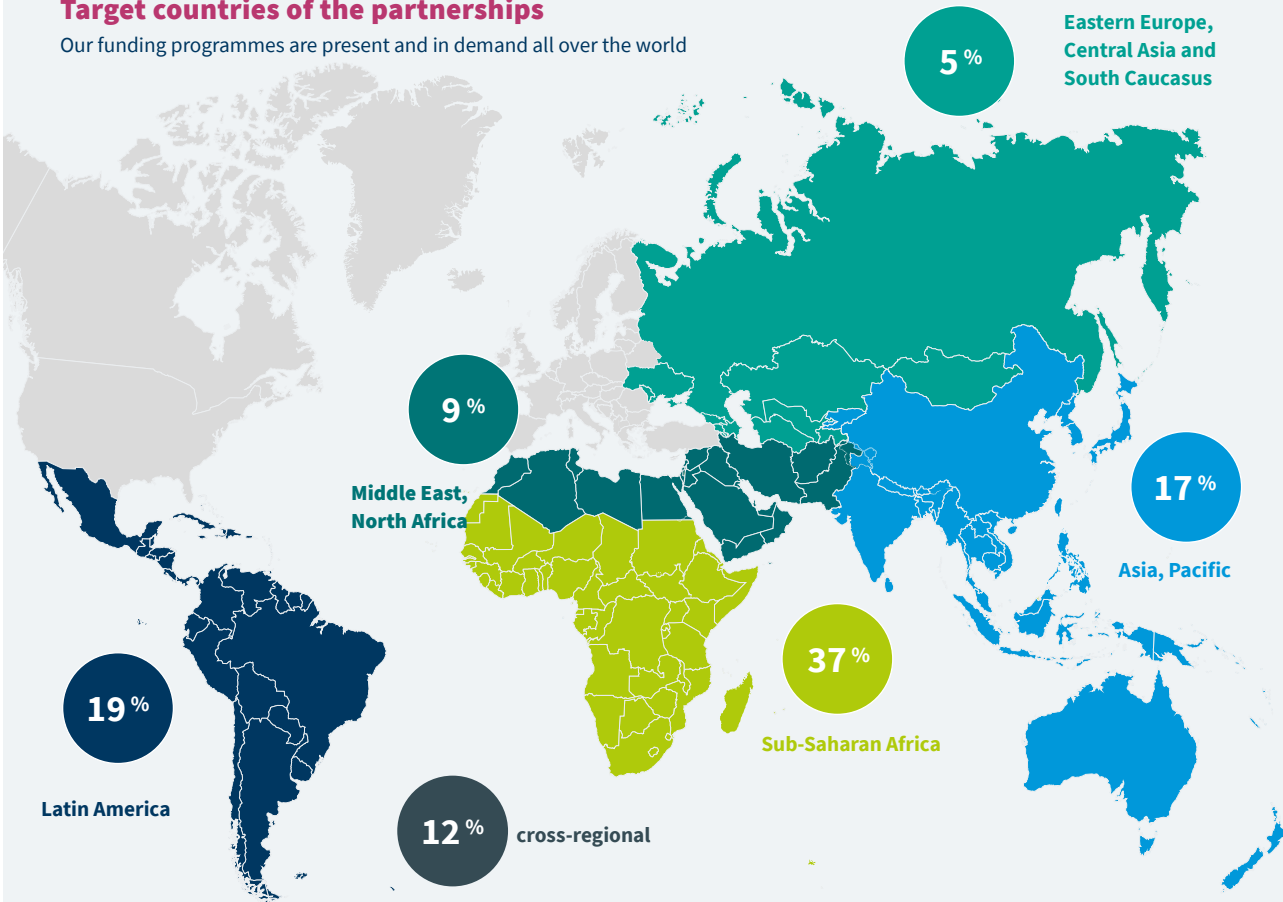 Target countries of the partnerships
Our funding programmes are present and in demand all over the world
5 %
Eastern Europe,
Central Asia and
South Caucasus
9 %
Middle East,
North Africa
17 %
Asia, Pacific
37 %
Sub-Saharan Africa
19 %
Latin America
12 %
cross-regional